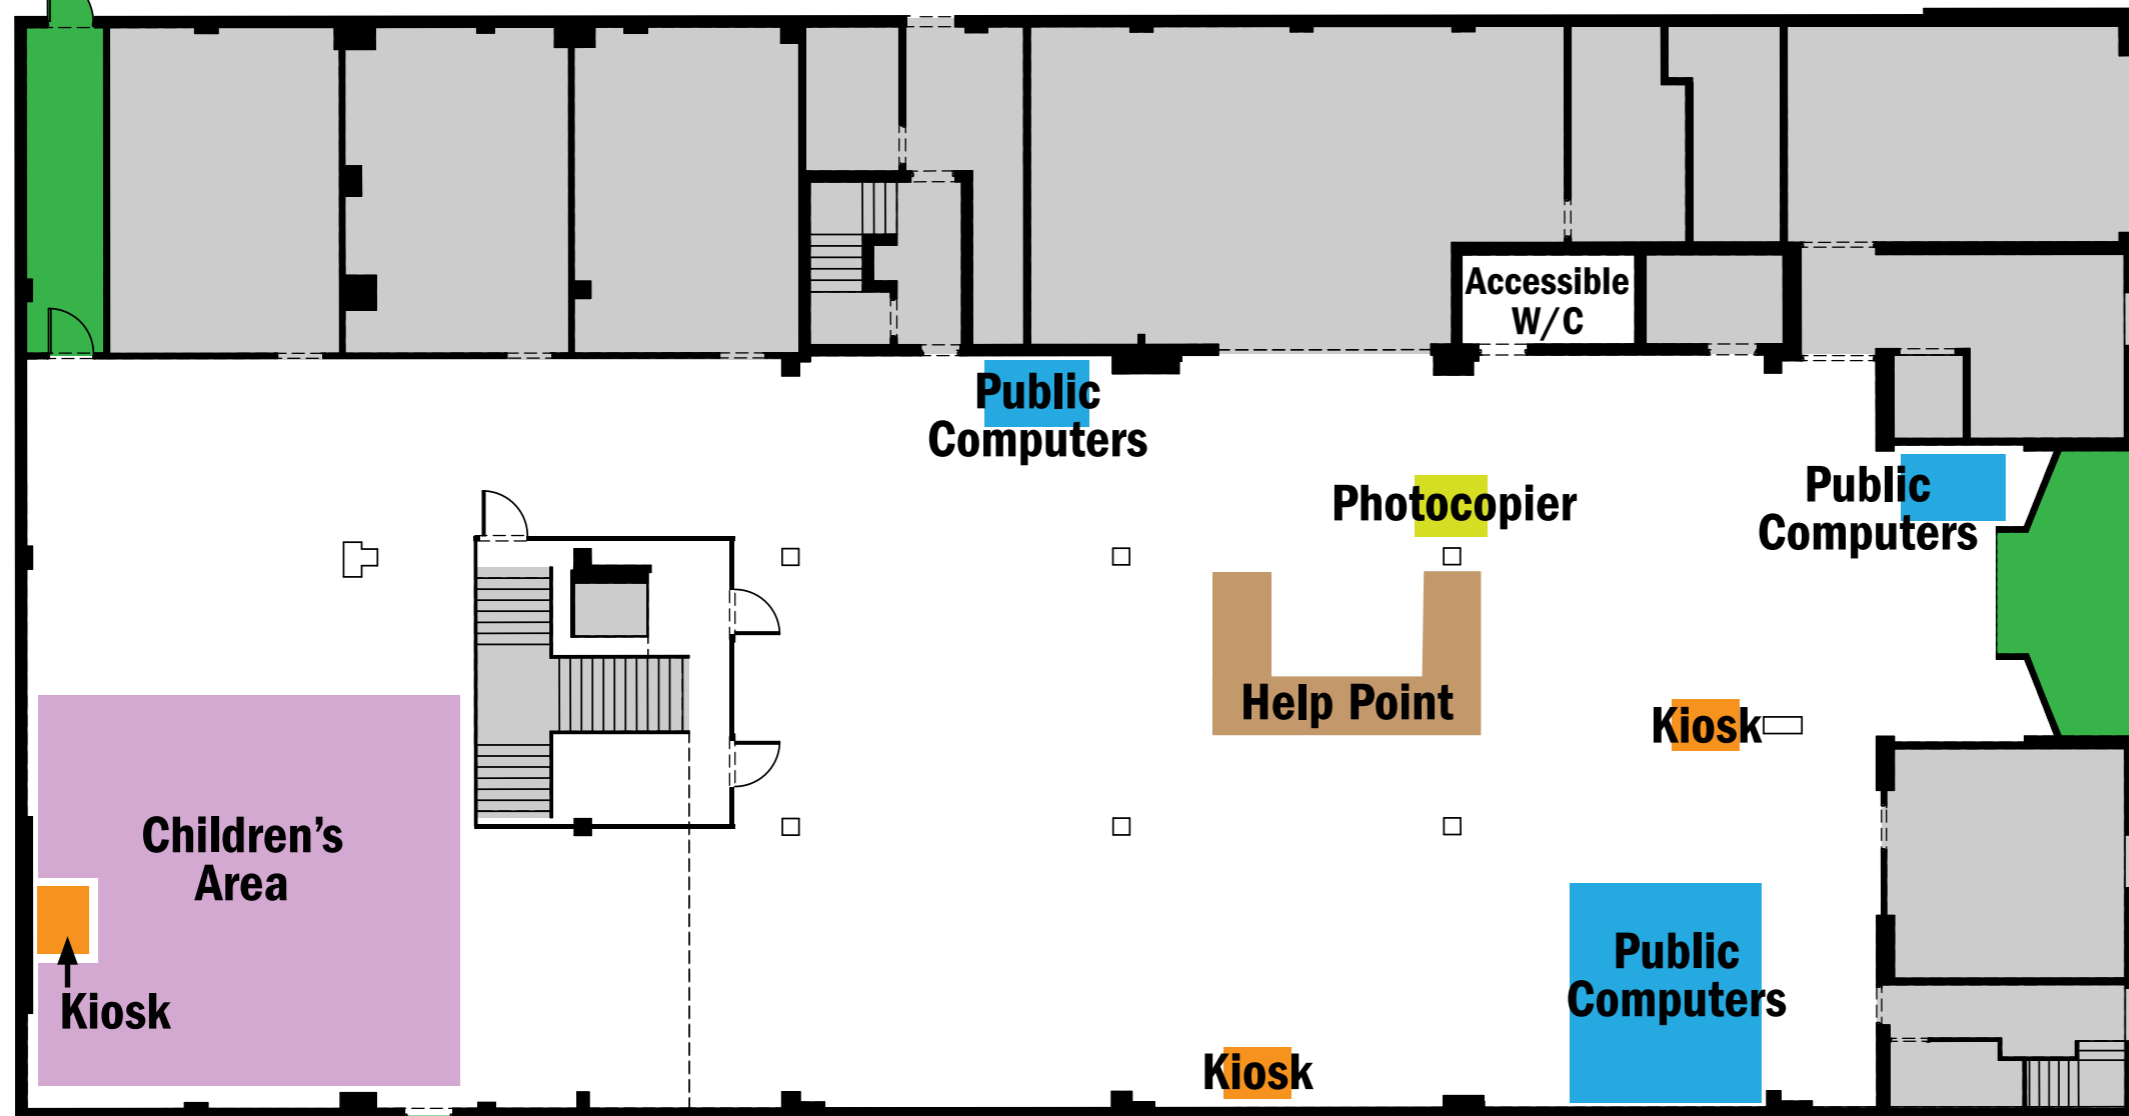 Accessible
W/C
Public
Computers
Photocopier
Public
Computers
Help Point
Kiosk
Children's
Area
Kiosk
Public
Computers
Kiosk